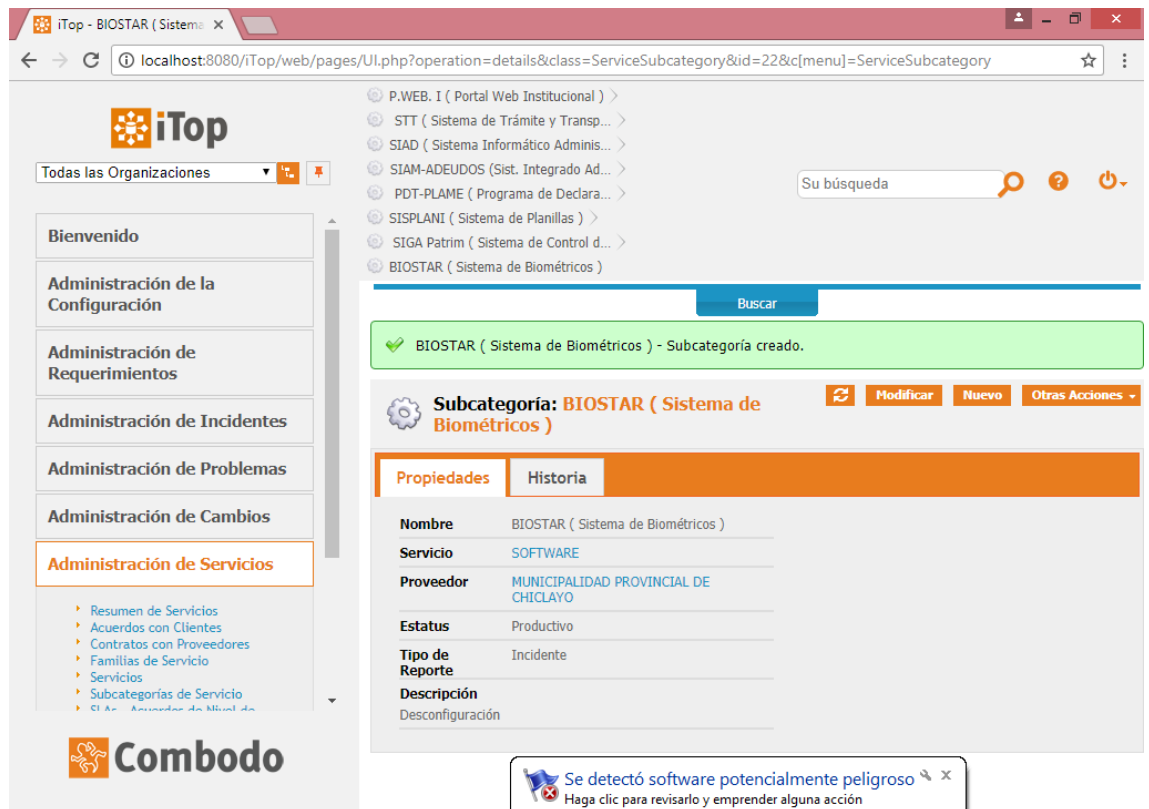 iTop - BIOSTAR ( Sistema
localhost:8080/iTop/web/pages/UI.php?operation=details&class=ServiceSubcategory&id=22&c[menu]=ServiceSubcategory
iTop
Todas las Organizaciones
Bienvenido
Administración de la
Configuración
Administración de
Requerimientos
Administración de Incidentes
Administración de Problemas
Administración de Cambios
Administración de Servicios
Resumen de Servicios
Acuerdos con Clientes
Contratos con Proveedores
Familias de Servicio
Servicios
Subcategorías de Servicio
SLAs - Acuerdos de Nivel de
Combodo
P.WEB. I ( Portal Web Institucional )
STT ( Sistema de Trámite y Transp...
SIAD ( Sistema Informático Adminis...
SIAM-ADEUDOS (Sist. Integrado Ad...
PDT-PLAME ( Programa de Declara...
SISPLANI ( Sistema de Planillas )
SIGA Patrim ( Sistema de Control d...
BIOSTAR ( Sistema de Biométricos )
Su búsqueda
Buscar
BIOSTAR ( Sistema de Biométricos ) - Subcategoría creado.
Subcategoría: BIOSTAR ( Sistema de
Biométricos )
Modificar Nuevo Otras Acciones
Propiedades Historia
Nombre BIOSTAR ( Sistema de Biométricos )
Servicio SOFTWARE
Proveedor MUNICIPALIDAD PROVINCIAL DE
CHICLAYO
Estatus Productivo
Tipo de Incidente
Reporte
Descripción
Desconfiguración
Se detectó software potencialmente peligroso
Haga clic para revisarlo y emprender alguna acción